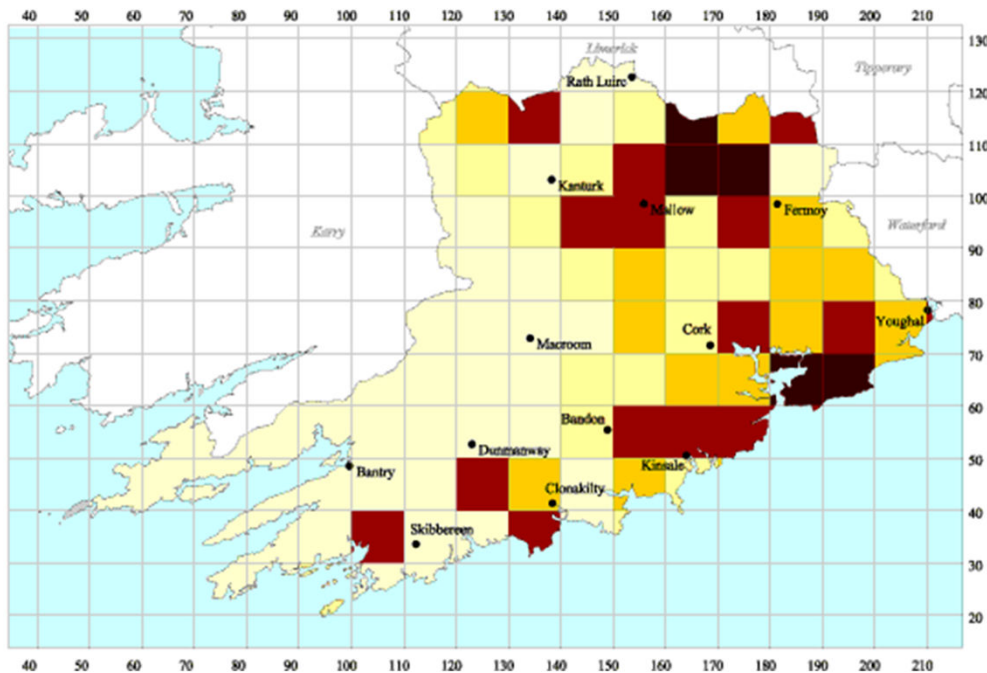 40 50 60 70 80 90 100 110 120 130 140 150 160 170 180 190 200 210
130
Limerick
Tipperary
Rath Luirc
120
110
Kanturk
100
Mallow
Fermoy
Kerry
Waterford
90
80
Youghal
Cork
Macroom
70
60
Bandon
Dunmanway
50
Kinsale
Bantry
Clonakilty
40
Skibbereen
30
20
40 50 60 70 80 90 100 110 120 130 140 150 160 170 180 190 200 210